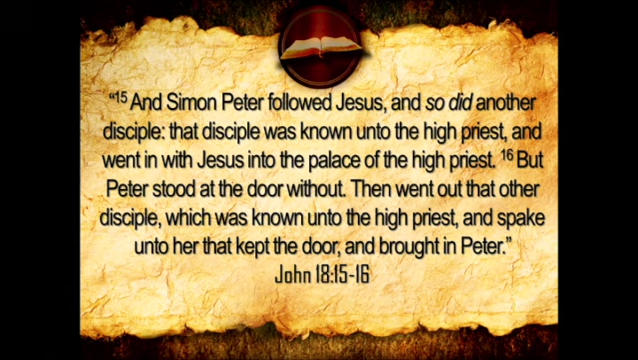 “15 And Simon Peter followed Jesus, and so did another
disciple: that disciple was known unto the high priest, and
went in with Jesus into the palace of the high priest. 16 But
Peter stood at the door without. Then went out that other
disciple, which was known unto the high priest, and spake
unto her that kept the door, and brought in Peter.”
John 18:15-16